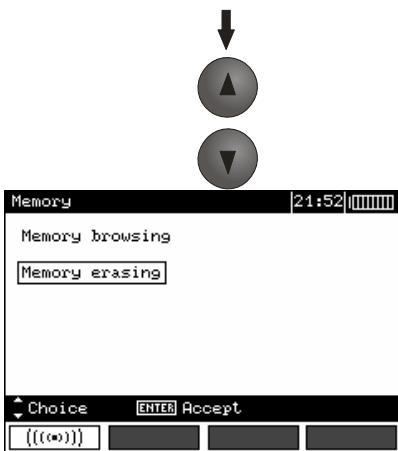 Memory 21:52
Memory browsing
Memory erasing
Choice ENTER Accept